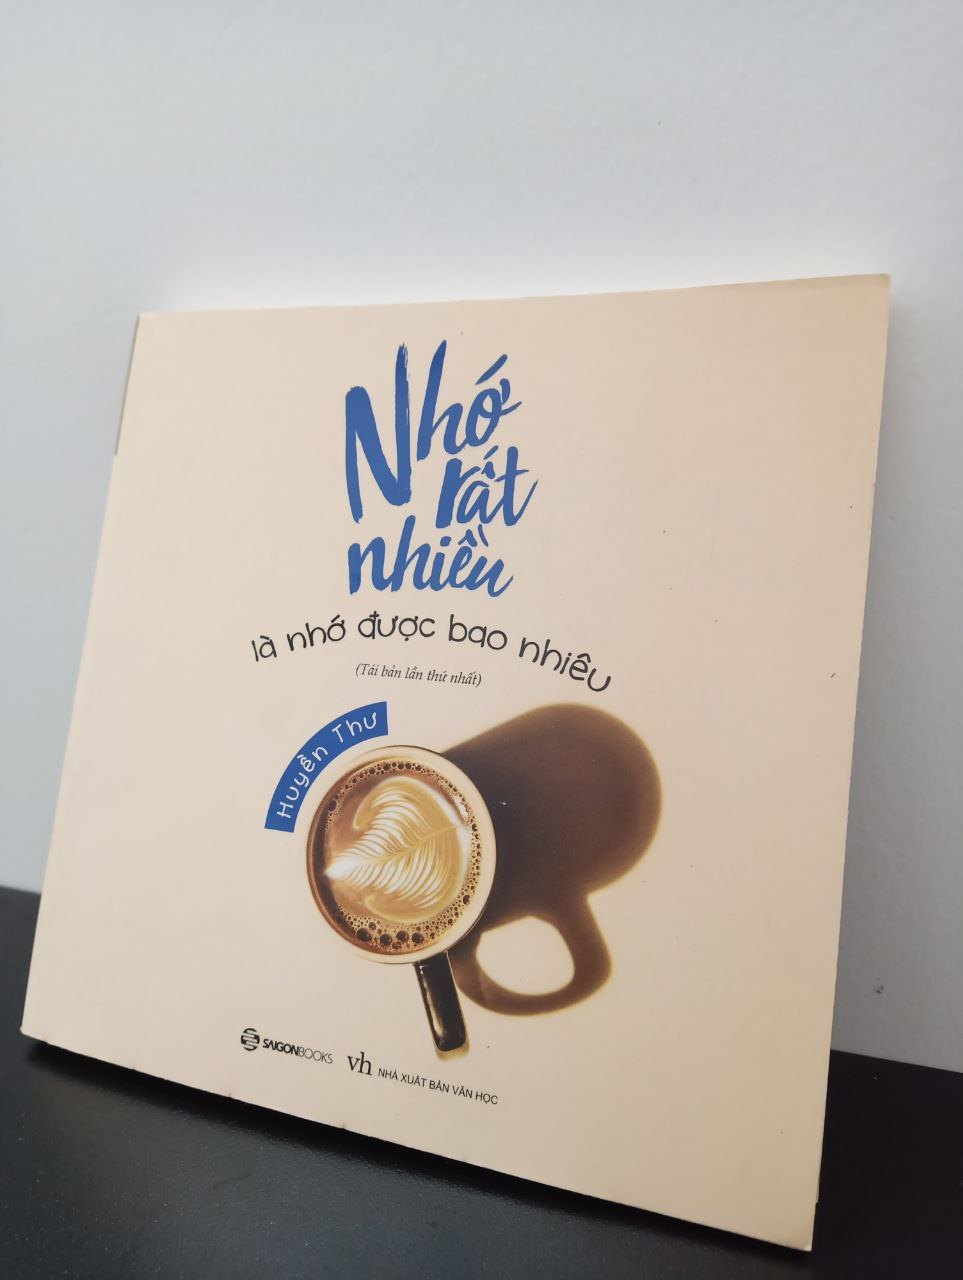 Nhớ
rất
nhiều
là nhớ được bao nhiêu
(Tái bản lần thứ nhất)
Huyền Thư
SAIGONBOOKS
vh NHÀ XUẤT BẢN VĂN HỌC